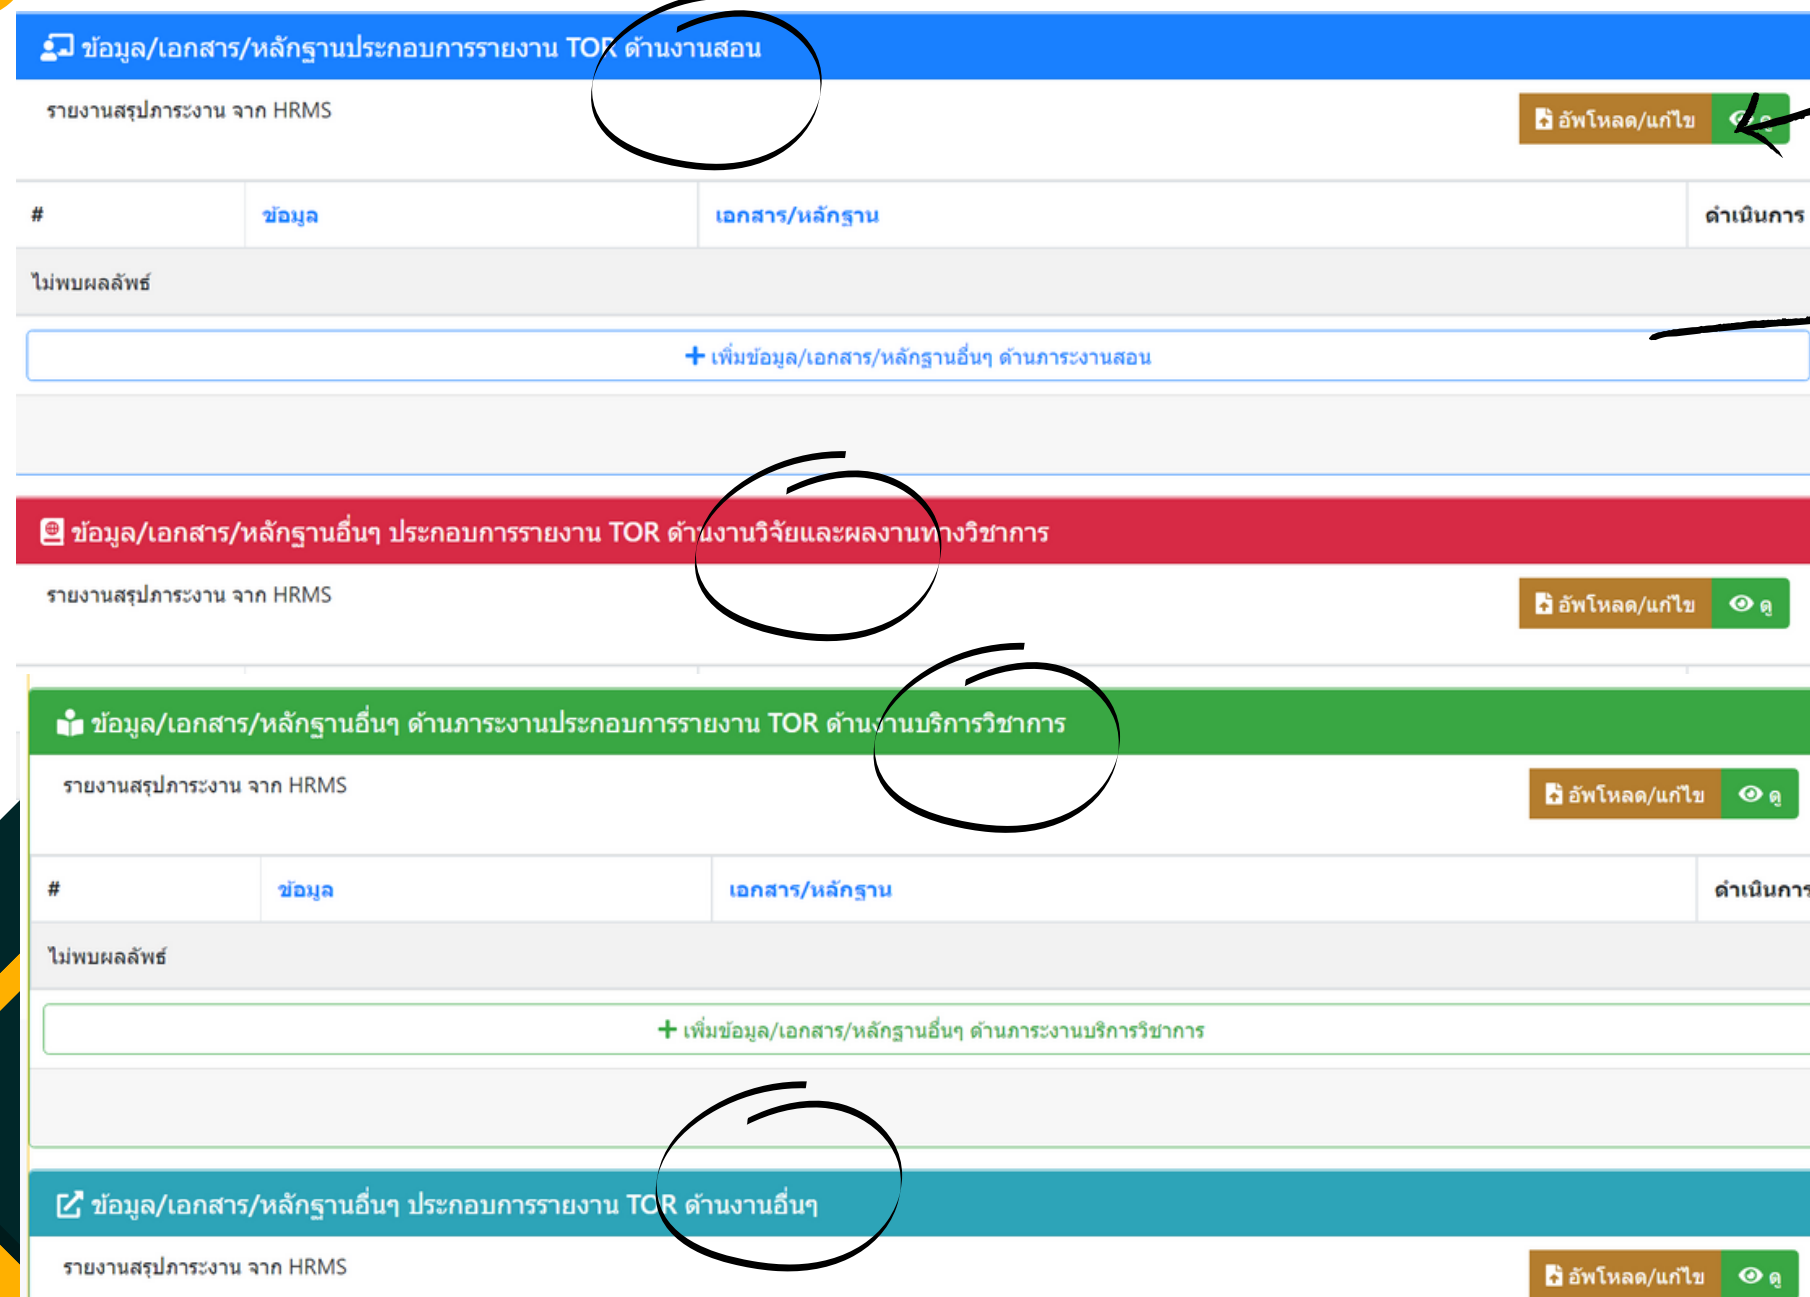 ข้อมูล/เอกสาร/หลักฐานประกอบการรายงาน TOR ด้านงานสอน
รายงานสรุปภาระงาน จาก HRMS
อัพโหลด/แก้ไข ดู
# ข้อมูล เอกสาร/หลักฐาน ดำเนินการ
ไม่พบผลลัพธ์
+ เพิ่มข้อมูล/เอกสาร/หลักฐานอื่นๆ ด้านภาระงานสอน
ข้อมูล/เอกสาร/หลักฐานอื่นๆ ประกอบการรายงาน TOR ด้านงานวิจัยและผลงานทางวิชาการ
รายงานสรุปภาระงาน จาก HRMS
อัพโหลด/แก้ไข ดู
ข้อมูล/เอกสาร/หลักฐานอื่นๆ ด้านภาระงานประกอบการรายงาน TOR ด้านงานบริการวิชาการ
รายงานสรุปภาระงาน จาก HRMS
อัพโหลด/แก้ไข ดู
# ข้อมูล เอกสาร/หลักฐาน ดำเนินการ
ไม่พบผลลัพธ์
+ เพิ่มข้อมูล/เอกสาร/หลักฐานอื่นๆ ด้านภาระงานบริการวิชาการ
ข้อมูล/เอกสาร/หลักฐานอื่นๆ ประกอบการรายงาน TOR ด้านงานอื่นๆ
รายงานสรุปภาระงาน จาก HRMS
อัพโหลด/แก้ไข ดู